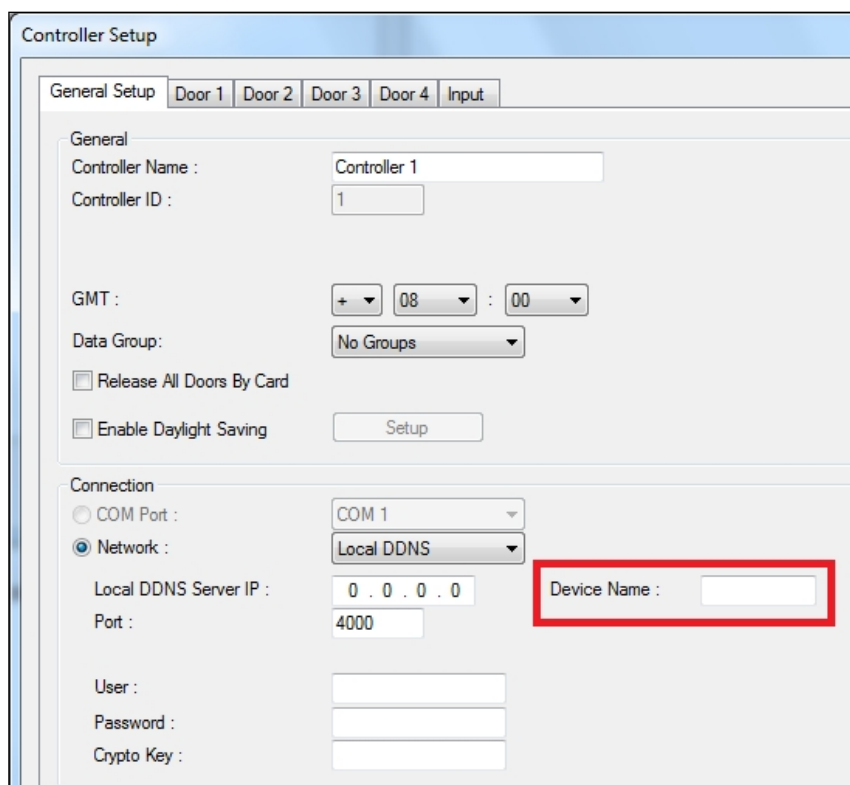 Controller Setup
General Setup Door 1 Door 2 Door 3 Door 4 Input
General
Controller Name : Controller 1
Controller ID : 1
GMT : + 08 : 00
Data Group: No Groups
Release All Doors By Card
Enable Daylight Saving Setup
Connection
COM Port : COM 1
Network : Local DDNS
Local DDNS Server IP : 0 . 0 . 0 . 0 Device Name :
Port : 4000
User :
Password :
Crypto Key :